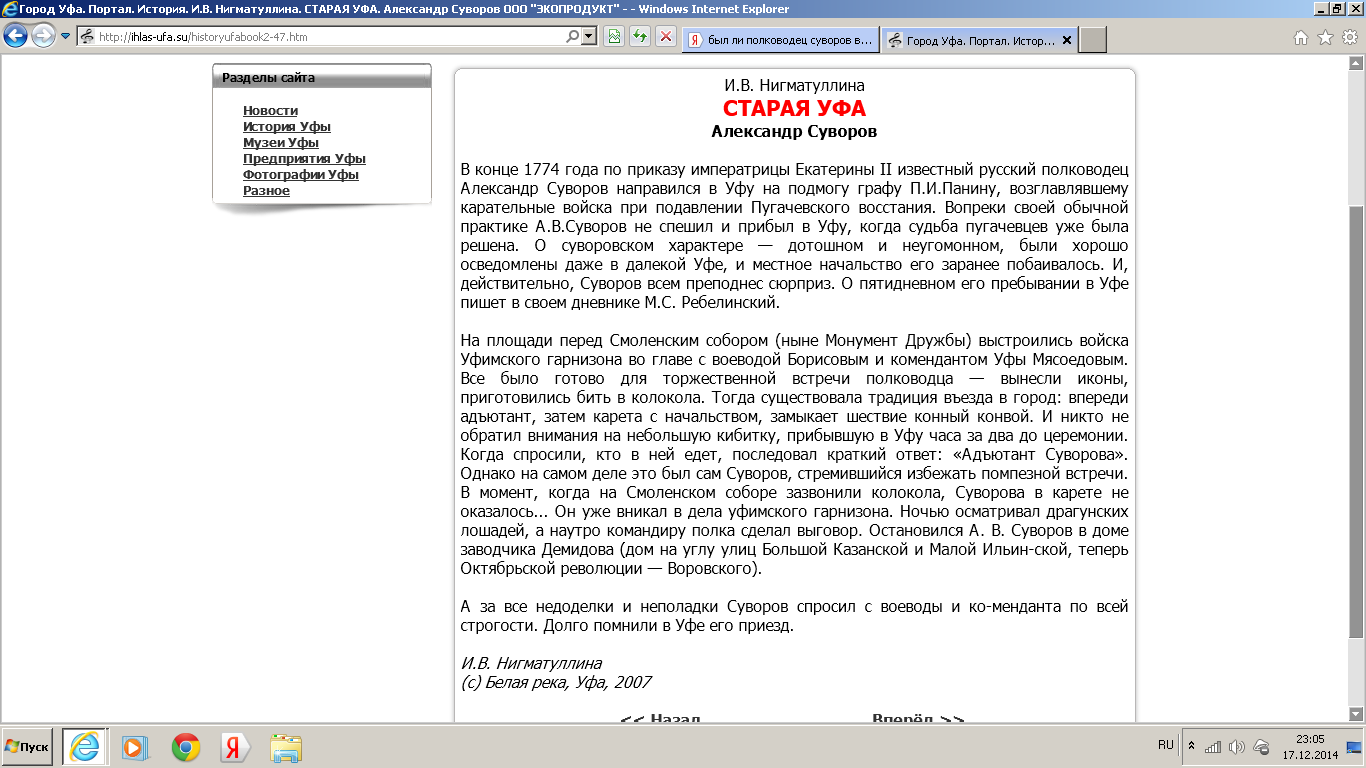 Город Уфа. Портал. История. И.В. Нигматуллина. СТАРАЯ УФА. Александр Суворов ООО "ЭКОПРОДУКТ" - - Windows Internet Explorer
http://ihlas-ufa.su/historyufabook2-47.htm
был ли полководец суворов в...
Город Уфа. Портал. Истор...
Разделы сайта
Новости
История Уфы
Музеи Уфы
Предприятия Уфы
Фотографии Уфы
Разное
И.В. Нигматуллина
СТАРАЯ УФА
Александр Суворов
В конце 1774 года по приказу императрицы Екатерины II известный русский полководец
Александр Суворов направился в Уфу на подмогу графу П.И.Панину, возглавлявшему
карательные войска при подавлении Пугачевского восстания. Вопреки своей обычной
практике А.В.Суворов не спешил и прибыл в Уфу, когда судьба пугачевцев уже была
решена. О суворовском характере — дотошном и неугомонном, были хорошо
осведомлены даже в далекой Уфе, и местное начальство его заранее побаивалось. И,
действительно, Суворов всем преподнес сюрприз. О пятидневном его пребывании в Уфе
пишет в своем дневнике М.С. Ребелинский.
На площади перед Смоленским собором (ныне Монумент Дружбы) выстроились войска
Уфимского гарнизона во главе с воеводой Борисовым и комендантом Уфы Мясоедовым.
Все было готово для торжественной встречи полководца — вынесли иконы,
приготовились бить в колокола. Тогда существовала традиция въезда в город: впереди
адъютант, затем карета с начальством, замыкает шествие конный конвой. И никто не
обратил внимания на небольшую кибитку, прибывшую в Уфу часа за два до церемонии.
Когда спросили, кто в ней едет, последовал краткий ответ: «Адъютант Суворова».
Однако на самом деле это был сам Суворов, стремившийся избежать помпезной встречи.
В момент, когда на Смоленском соборе зазвонили колокола, Суворова в карете не
оказалось... Он уже вникал в дела уфимского гарнизона. Ночью осматривал драгунских
лошадей, а наутро командиру полка сделал выговор. Остановился А. В. Суворов в доме
заводчика Демидова (дом на углу улиц Большой Казанской и Малой Ильин-ской, теперь
Октябрьской революции — Воровского).
А за все недоделки и неполадки Суворов спросил с воеводы и ко-менданта по всей
строгости. Долго помнили в Уфе его приезд.
И.В. Нигматуллина
(с) Белая река, Уфа, 2007
<< Назад
Вперёд >>
Пуск
RU
23:05
17.12.2014